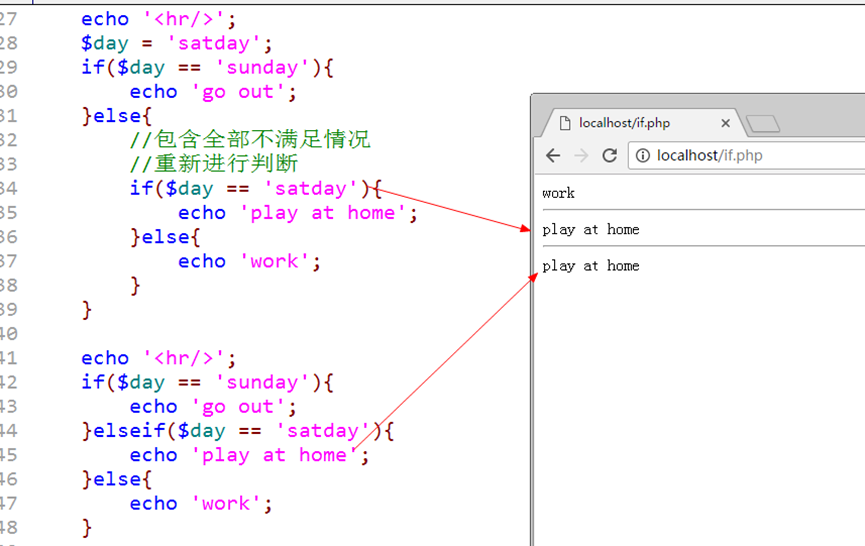 27 echo '<hr/>';
28 $day = 'satday';
29 if($day == 'sunday'){
30 echo 'go out';
31 }else{
32 //包含全部不满足情况
33 //重新进行判断
34 if($day == 'satday'){
35 echo 'play at home';
36 }else{
37 echo 'work';
38 }
39 }
40
41 echo '<hr/>';
42 if($day == 'sunday'){
43 echo 'go out';
44 }elseif($day == 'satday'){
45 echo 'play at home';
46 }else{
47 echo 'work';
48 }
localhost/if.php
localhost/if.php
work
play at home
play at home